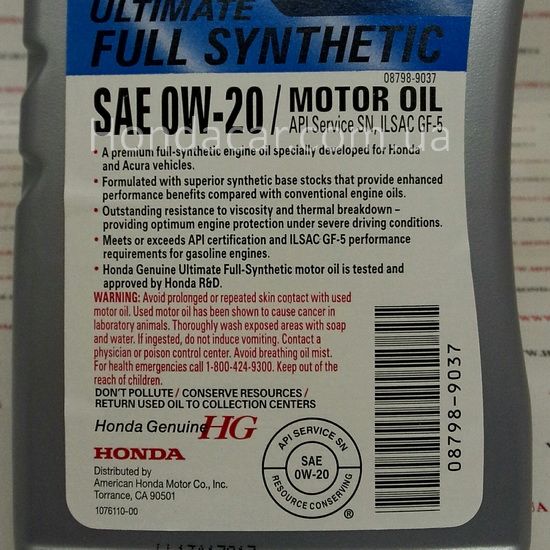 ULTIMATE
FULL SYNTHETIC
08798-9037
SAE 0W-20 / MOTOR OIL
API Service SN, ILSAC GF-5
Hondacar.com.ua
• A premium full-synthetic engine oil specially developed for Honda
and Acura vehicles.
• Formulated with superior synthetic base stocks that provide enhanced
performance benefits compared with conventional engine oils.
• Outstanding resistance to viscosity and thermal breakdown –
providing optimum engine protection under severe driving conditions.
• Meets or exceeds API certification and ILSAC GF-5 performance
requirements for gasoline engines.
• Honda Genuine Ultimate Full-Synthetic motor oil is tested and
approved by Honda R&D.
WARNING: Avoid prolonged or repeated skin contact with used
motor oil. Used motor oil has been shown to cause cancer in
laboratory animals. Thoroughly wash exposed areas with soap
and water. If ingested, do not induce vomiting. Contact a
physician or poison control center. Avoid breathing oil mist.
For health emergencies call 1-800-424-9300. Keep out of the
reach of children.
DON'T POLLUTE / CONSERVE RESOURCES /
RETURN USED OIL TO COLLECTION CENTERS
Honda Genuine HG
HONDA
Distributed by
American Honda Motor Co., Inc.
Torrance, CA 90501
1076110-00
API SERVICE SN
SAE
0W-20
RESOURCE CONSERVING
®
08798-9037